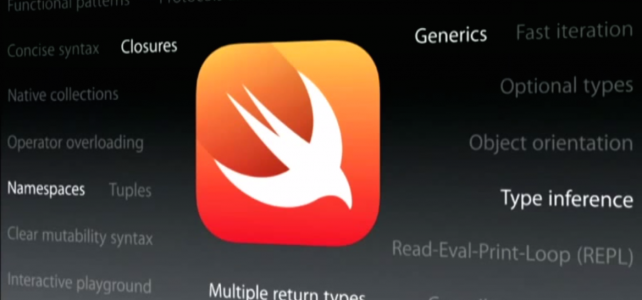 Functional patterns
Concise syntax Closures Generics Fast iteration
Native collections Optional types
Operator overloading Object orientation
Namespaces Tuples Type inference
Clear mutability syntax Read-Eval-Print-Loop (REPL)
Interactive playground
Multiple return types